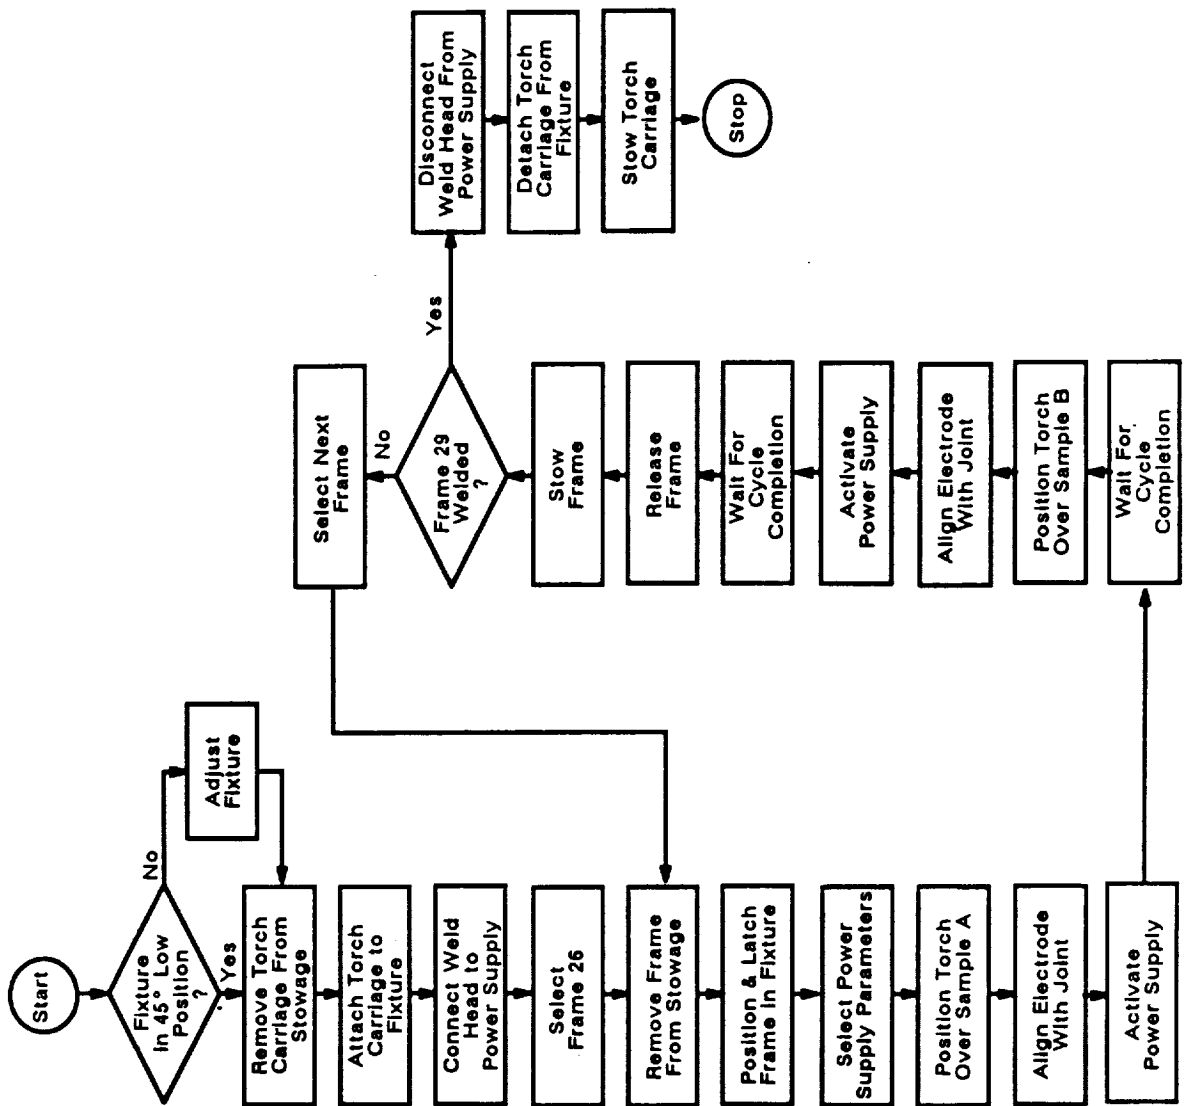 Start
Fixture
In 45° Low
Position
?
No
Adjust
Fixture
Yes
Remove Torch
Carriage From
Stowage
Attach Torch
Carriage to
Fixture
Connect Weld
Head to
Power Supply
Select
Frame 26
Remove Frame
From Stowage
Position & Latch
Frame in Fixture
Select Power
Supply Parameters
Position Torch
Over Sample A
Align Electrode
With Joint
Activate
Power Supply
Wait For
Cycle
Completion
Position Torch
Over Sample B
Align Electrode
With Joint
Activate
Power Supply
Wait For
Cycle
Completion
Release
Frame
Stow
Frame
Frame 29
Welded
?
No
Select Next
Frame
Yes
Disconnect
Weld Head From
Power Supply
Detach Torch
Carriage From
Fixture
Stow Torch
Carriage
Stop